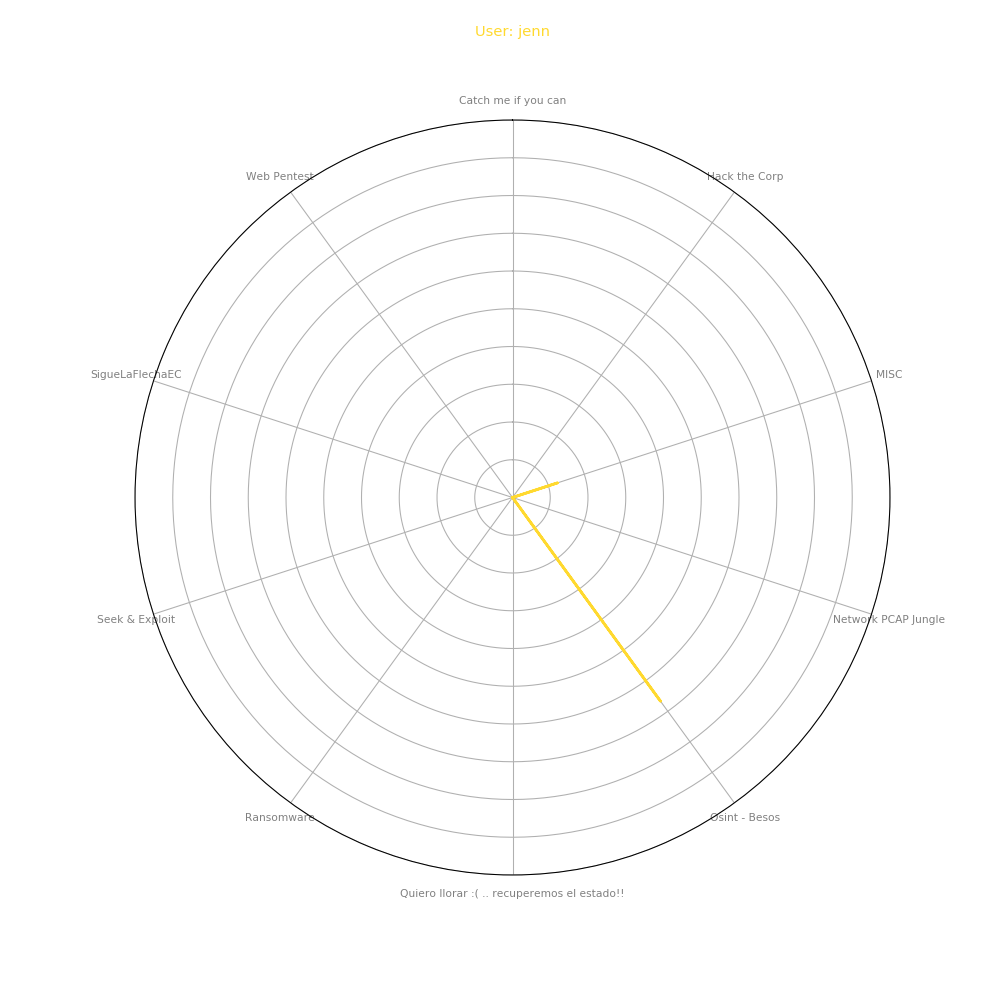 User: jenn
Catch me if you can
Web Pentest
Hack the Corp
SigueLaFlechaEC
MISC
Seek & Exploit
Network PCAP Jungle
Ransomware
Osint - Besos
Quiero llorar :( .. recuperemos el estado!!